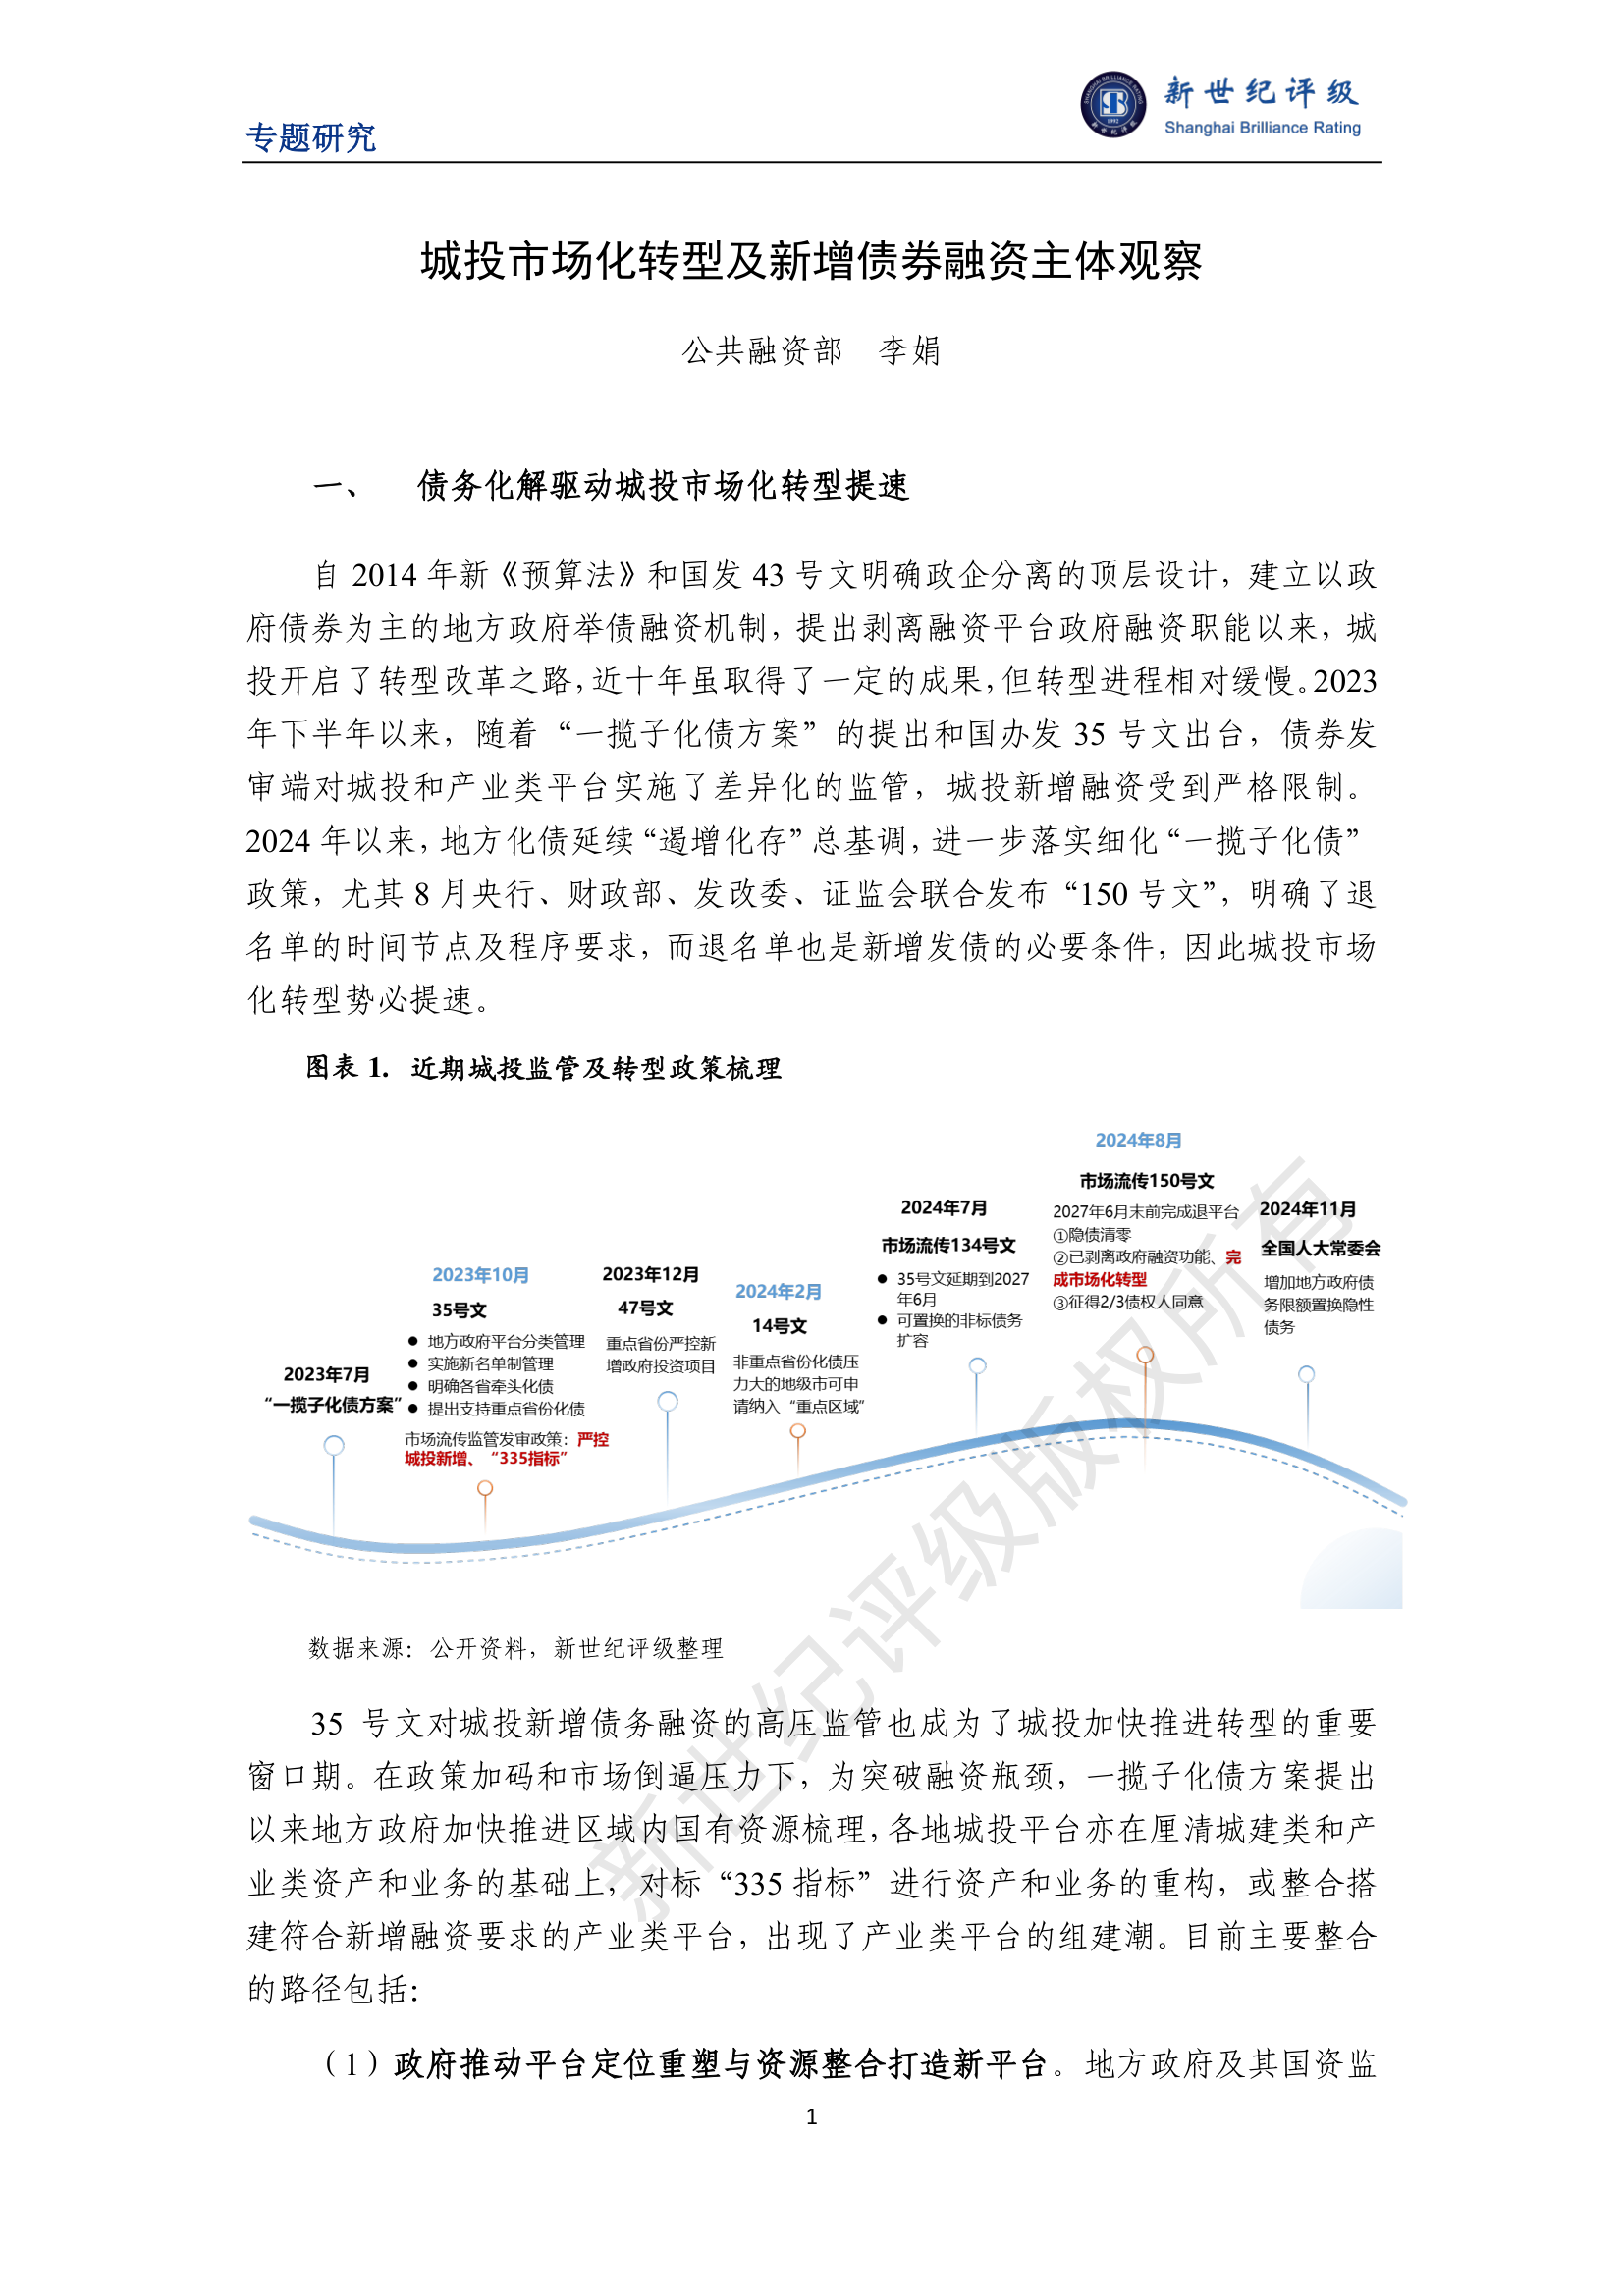 专题研究
新世纪评级
Shanghai Brilliance Rating
城投市场化转型及新增债券融资主体观察
公共融资部 李娟
一、 债务化解驱动城投市场化转型提速
自 2014 年新《预算法》和国发 43 号文明确政企分离的顶层设计，建立以政
府债券为主的地方政府举债融资机制，提出剥离融资平台政府融资职能以来，城
投开启了转型改革之路，近十年虽取得了一定的成果，但转型进程相对缓慢。2023
年下半年以来，随着“一揽子化债方案”的提出和国办发 35 号文出台，债券发
审端对城投和产业类平台实施了差异化的监管，城投新增融资受到严格限制。
2024 年以来，地方化债延续“遏增化存”总基调，进一步落实细化“一揽子化债”
政策，尤其 8 月央行、财政部、发改委、证监会联合发布“150 号文”，明确了退
名单的时间节点及程序要求，而退名单也是新增发债的必要条件，因此城投市场
化转型势必提速。
图表 1. 近期城投监管及转型政策梳理
2023年7月
“一揽子化债方案”
2023年10月
35号文
● 地方政府平台分类管理
● 实施新名单制管理
● 明确各省牵头化债
● 提出支持重点省份化债
市场流传监管发审政策：严控
城投新增、“335指标”
2023年12月
47号文
重点省份严控新
增政府投资项目
2024年2月
14号文
非重点省份化债压
力大的地级市可申
请纳入“重点区域”
2024年7月
市场流传134号文
● 35号文延期到2027
年6月
● 可置换的非标债务
扩容
2024年8月
市场流传150号文
2027年6月末前完成退平台
①隐债清零
②已剥离政府融资功能、完
成市场化转型
③征得2/3债权人同意
2024年11月
全国人大常委会
增加地方政府债
务限额置换隐性
债务
数据来源：公开资料，新世纪评级整理
35 号文对城投新增债务融资的高压监管也成为了城投加快推进转型的重要
窗口期。在政策加码和市场倒逼压力下，为突破融资瓶颈，一揽子化债方案提出
以来地方政府加快推进区域内国有资源梳理，各地城投平台亦在厘清城建类和产
业类资产和业务的基础上，对标“335 指标”进行资产和业务的重构，或整合搭
建符合新增融资要求的产业类平台，出现了产业类平台的组建潮。目前主要整合
的路径包括：
（1）政府推动平台定位重塑与资源整合打造新平台。地方政府及其国资监
1
新世纪评级版权所有